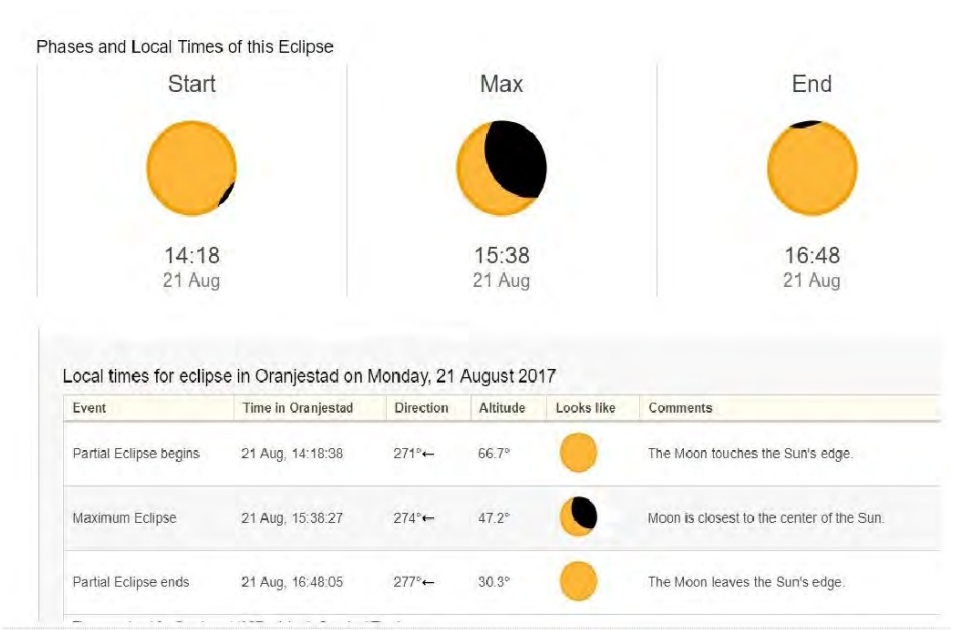 Phases and Local Times of this Eclipse
Start Max End
14:18 15:38 16:48
21 Aug 21 Aug 21 Aug
Local times for eclipse in Oranjestad on Monday, 21 August 2017
Event Time in Oranjestad Direction Altitude Looks like Comments
Partial Eclipse begins 21 Aug, 14:18:38 271°← 66.7° The Moon touches the Sun's edge.
Maximum Eclipse 21 Aug, 15:38:27 274°← 47.2° Moon is closest to the center of the Sun.
Partial Eclipse ends 21 Aug, 16:48:05 277°← 30.3° The Moon leaves the Sun's edge.